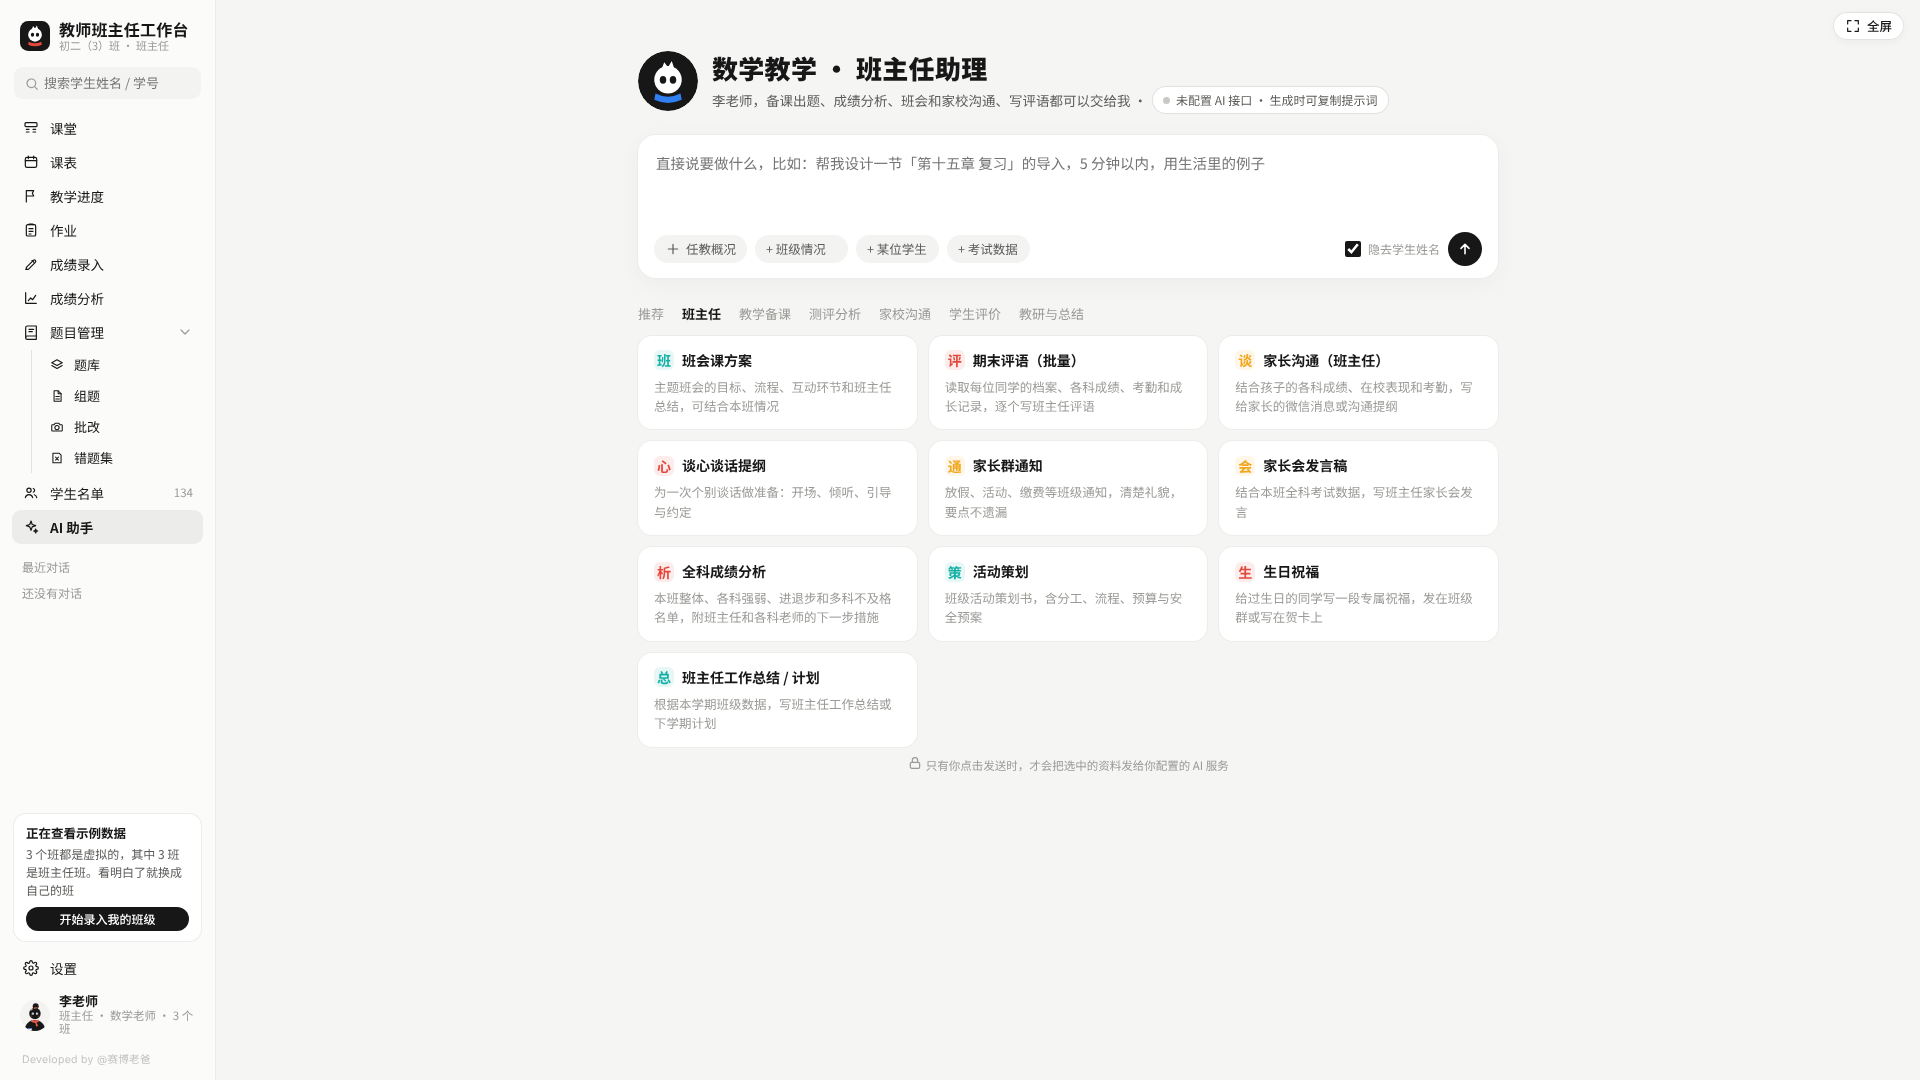 教师班主任工作台
初二（3）班 · 班主任
搜索学生姓名 / 学号
课堂
课表
教学进度
作业
成绩录入
成绩分析
题目管理
题库
组题
批改
错题集
学生名单 134
AI 助手
最近对话
还没有对话
正在查看示例数据
3 个班都是虚拟的，其中 3 班
是班主任班。看明白了就换成
自己的班
开始录入我的班级
设置
李老师
班主任 · 数学老师 · 3 个
班
Developed by @赛博老爸
全屏
数学教学 · 班主任助理
李老师，备课出题、成绩分析、班会和家校沟通、写评语都可以交给我 ·
未配置 AI 接口 · 生成时可复制提示词
直接说要做什么，比如：帮我设计一节「第十五章 复习」的导入，5 分钟以内，用生活里的例子
任教概况
+ 班级情况
+ 某位学生
+ 考试数据
隐去学生姓名
推荐 班主任 教学备课 测评分析 家校沟通 学生评价 教研与总结
班 班会课方案
主题班会的目标、流程、互动环节和班主任
总结，可结合本班情况
评 期末评语（批量）
读取每位同学的档案、各科成绩、考勤和成
长记录，逐个写班主任评语
谈 家长沟通（班主任）
结合孩子的各科成绩、在校表现和考勤，写
给家长的微信消息或沟通提纲
心 谈心谈话提纲
为一次个别谈话做准备：开场、倾听、引导
与约定
通 家长群通知
放假、活动、缴费等班级通知，清楚礼貌，
要点不遗漏
会 家长会发言稿
结合本班全科考试数据，写班主任家长会发
言
析 全科成绩分析
本班整体、各科强弱、进退步和多科不及格
名单，附班主任和各科老师的下一步措施
策 活动策划
班级活动策划书，含分工、流程、预算与安
全预案
生 生日祝福
给过生日的同学写一段专属祝福，发在班级
群或写在贺卡上
总 班主任工作总结 / 计划
根据本学期班级数据，写班主任工作总结或
下学期计划
只有你点击发送时，才会把选中的资料发给你配置的 AI 服务